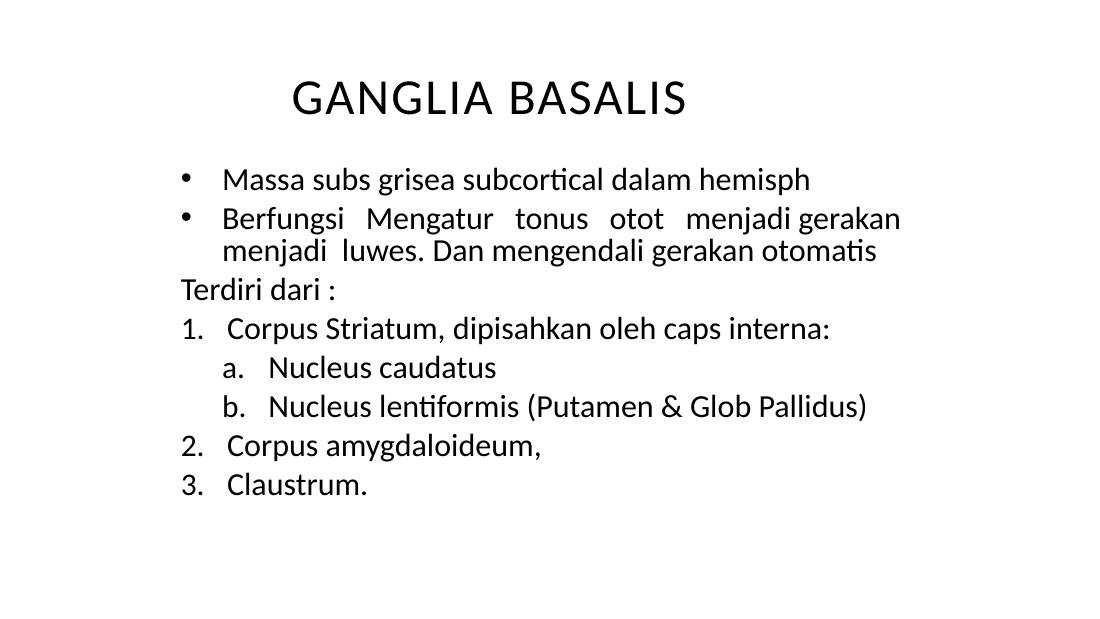 GANGLIA BASALIS
• Massa subs grisea subcortical dalam hemisph
• Berfungsi Mengatur tonus otot menjadi gerakan
menjadi luwes. Dan mengendali gerakan otomatis
Terdiri dari :
1. Corpus Striatum, dipisahkan oleh caps interna:
a. Nucleus caudatus
b. Nucleus lentiformis (Putamen & Glob Pallidus)
2. Corpus amygdaloideum,
3. Claustrum.